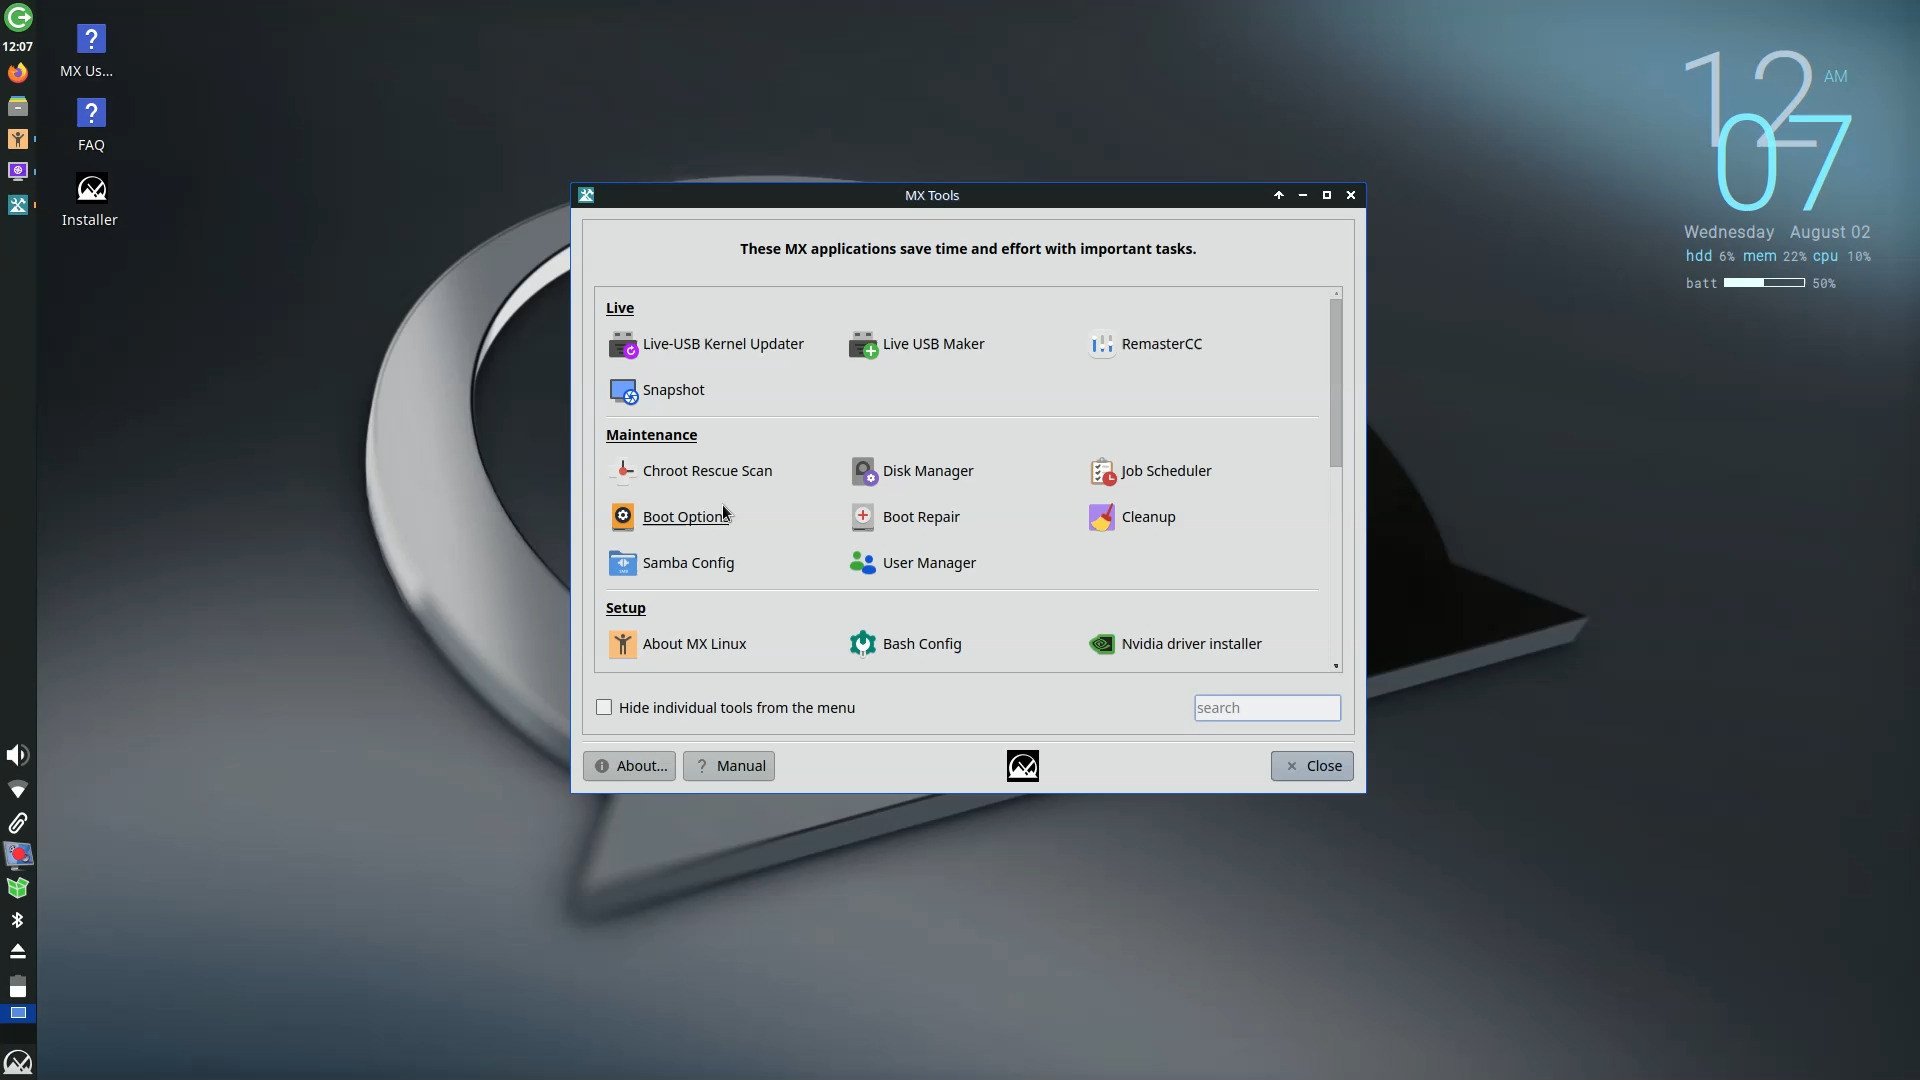 12:07
MX Us...
FAQ
Installer
12 AM
07
Wednesday August 02
hdd 6% mem 22% cpu 10%
batt 50%
MX Tools
These MX applications save time and effort with important tasks.
Live
Live-USB Kernel Updater
Live USB Maker
RemasterCC
Snapshot
Maintenance
Chroot Rescue Scan
Disk Manager
Job Scheduler
Boot Options
Boot Repair
Cleanup
Samba Config
User Manager
Setup
About MX Linux
Bash Config
Nvidia driver installer
Hide individual tools from the menu
search
About...
? Manual
Close